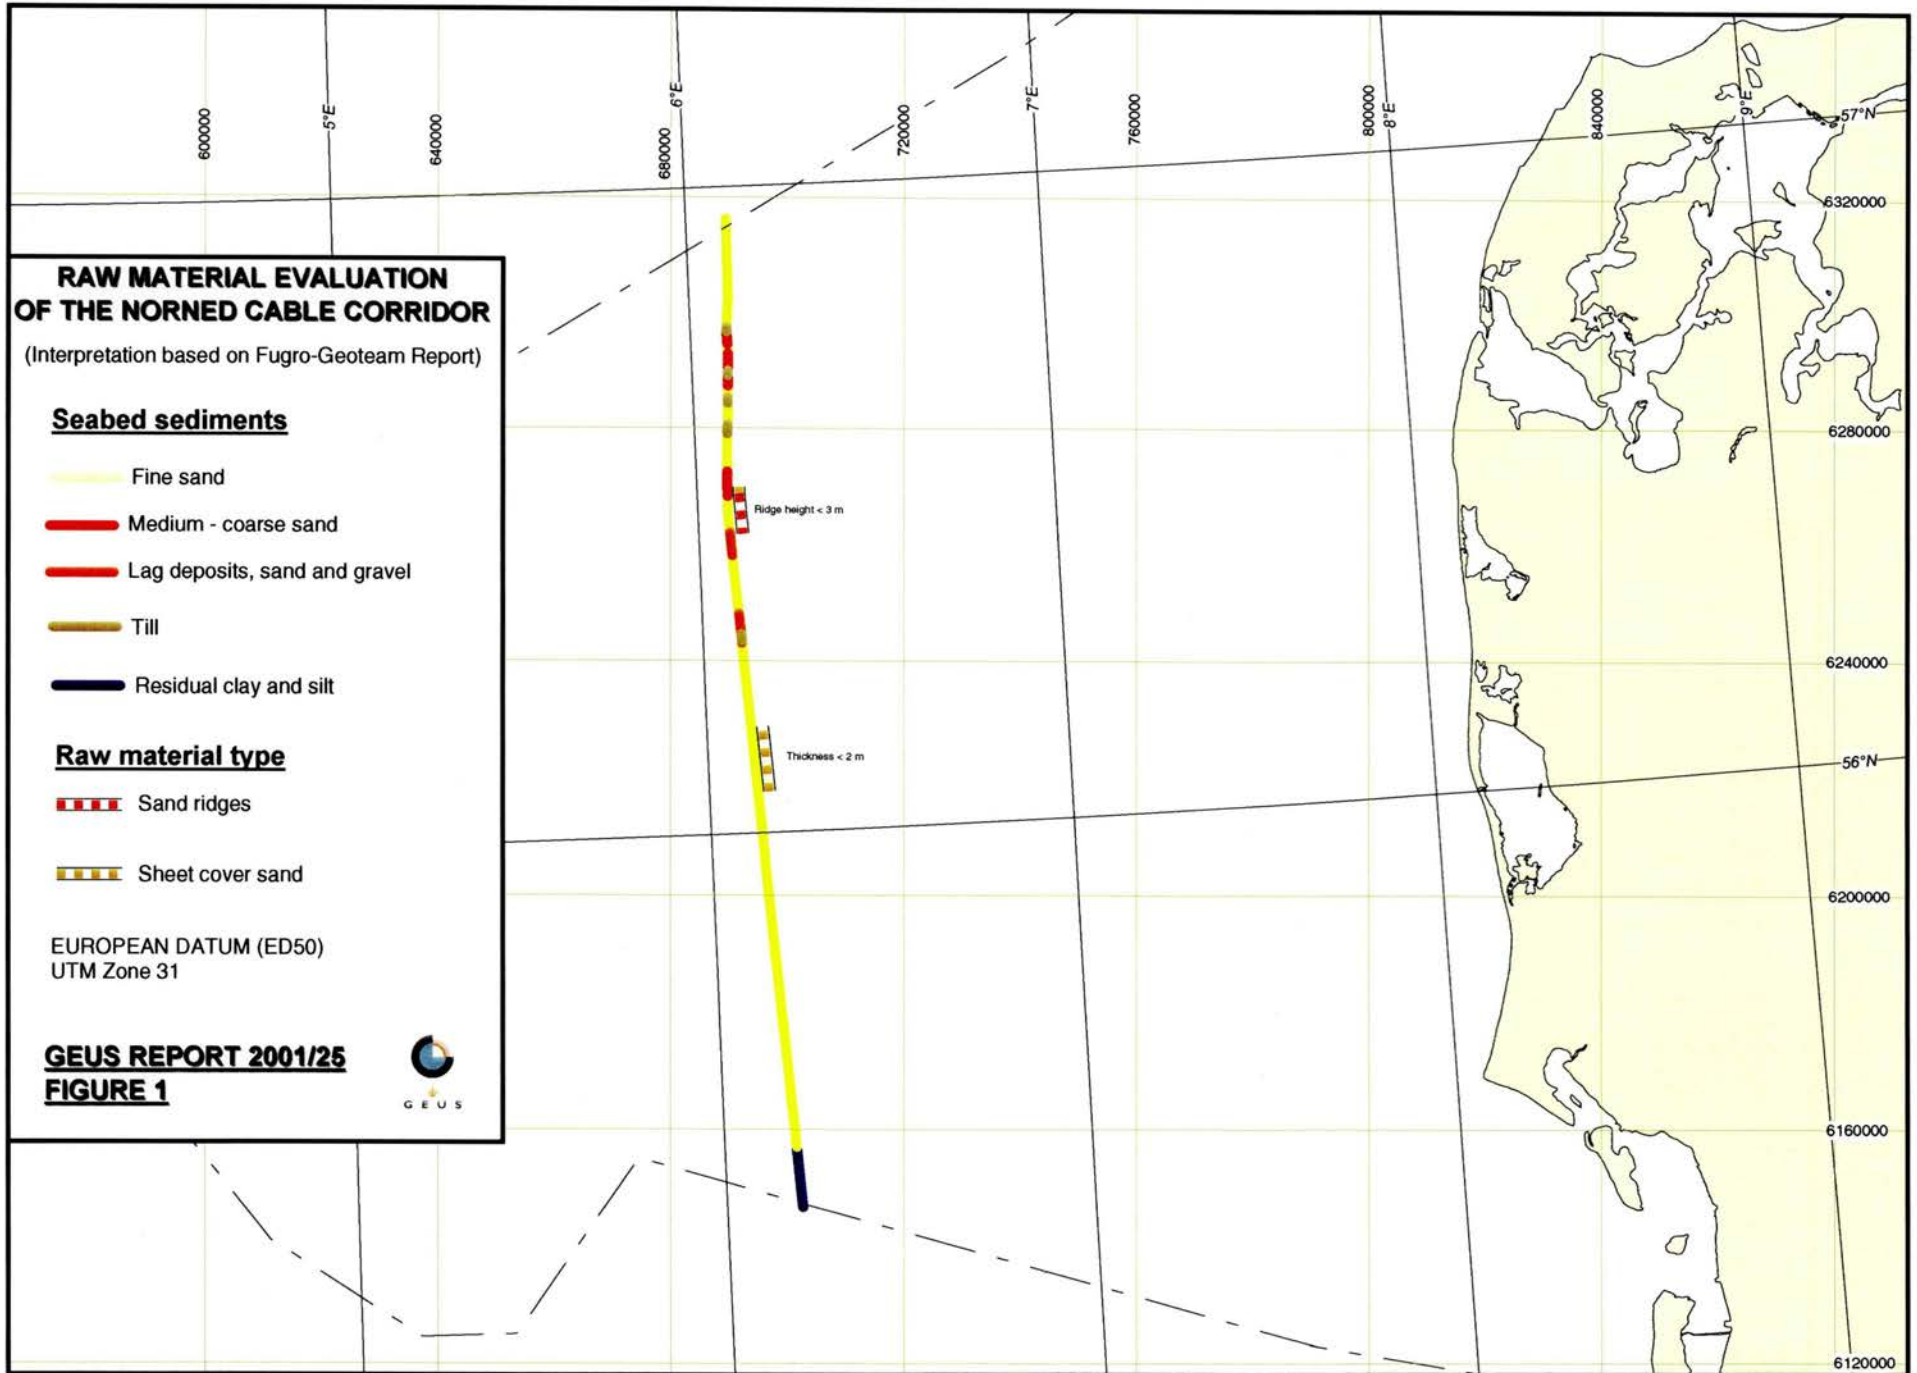 600000
5°E
640000
680000
6°E
720000
7°E
760000
800000
8°E
840000
9°E
57°N
6320000
6280000
6240000
56°N
6200000
6160000
6120000
RAW MATERIAL EVALUATION
OF THE NORNED CABLE CORRIDOR
(Interpretation based on Fugro-Geoteam Report)
Seabed sediments
Fine sand
Medium - coarse sand
Lag deposits, sand and gravel
Till
Residual clay and silt
Raw material type
Sand ridges
Sheet cover sand
EUROPEAN DATUM (ED50)
UTM Zone 31
GEUS REPORT 2001/25
FIGURE 1
GEUS
Ridge height < 3 m
Thickness < 2 m